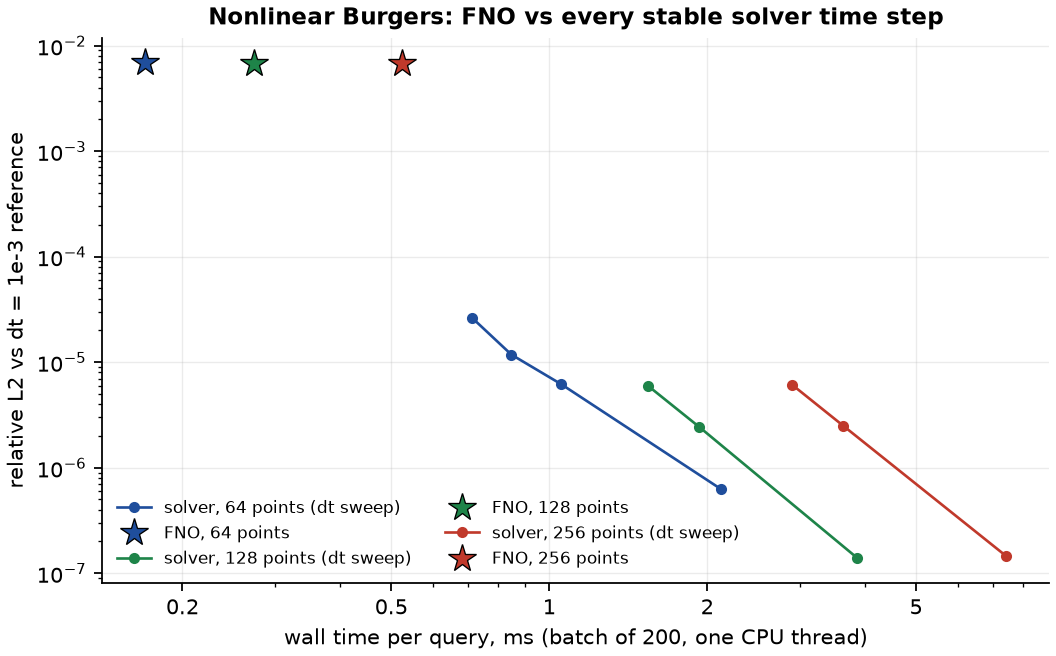 Nonlinear Burgers: FNO vs every stable solver time step
relative L2 vs dt = 1e-3 reference
10⁻²
10⁻³
10⁻⁴
10⁻⁵
10⁻⁶
10⁻⁷
solver, 64 points (dt sweep)
FNO, 64 points
solver, 128 points (dt sweep)
FNO, 128 points
solver, 256 points (dt sweep)
FNO, 256 points
0.2 0.5 1 2 5
wall time per query, ms (batch of 200, one CPU thread)